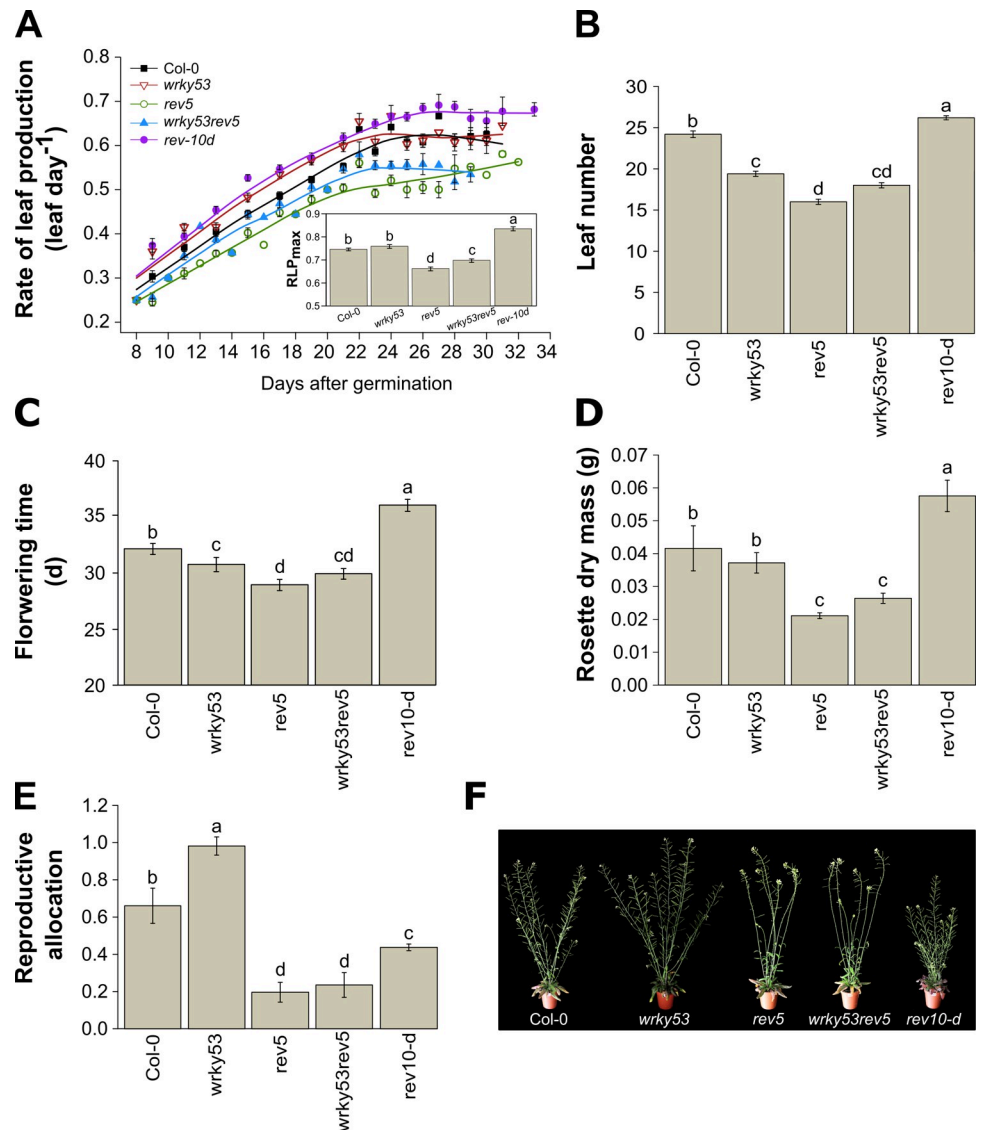 A
0.8
0.7
0.6
0.5
0.4
0.3
0.2
Rate of leaf production
(leaf day-1)
Col-0
wrky53
rev5
wrky53rev5
rev-10d
0.9
0.8
0.7
0.6
0.5
RLPmax
b b d c a
Col-0 wrky53 rev5 wrky53rev5 rev-10d
8 10 12 14 16 18 20 22 24 26 28 30 32 34
Days after germination
B
30
25
20
15
10
5
0
Leaf number
b c d cd a
Col-0 wrky53 rev5 wrky53rev5 rev10-d
C
40
35
30
25
20
Florwering time
(d)
b c d cd a
Col-0 wrky53 rev5 wrky53rev5 rev10-d
D
0.07
0.06
0.05
0.04
0.03
0.02
0.01
0.00
Rosette dry mass (g)
b b c c a
Col-0 wrky53 rev5 wrky53rev5 rev10-d
E
1.2
1.0
0.8
0.6
0.4
0.2
0.0
Reproductive
allocation
b a d d c
Col-0 wrky53 rev5 wrky53rev5 rev10-d
F
Col-0 wrky53 rev5 wrky53rev5 rev10-d